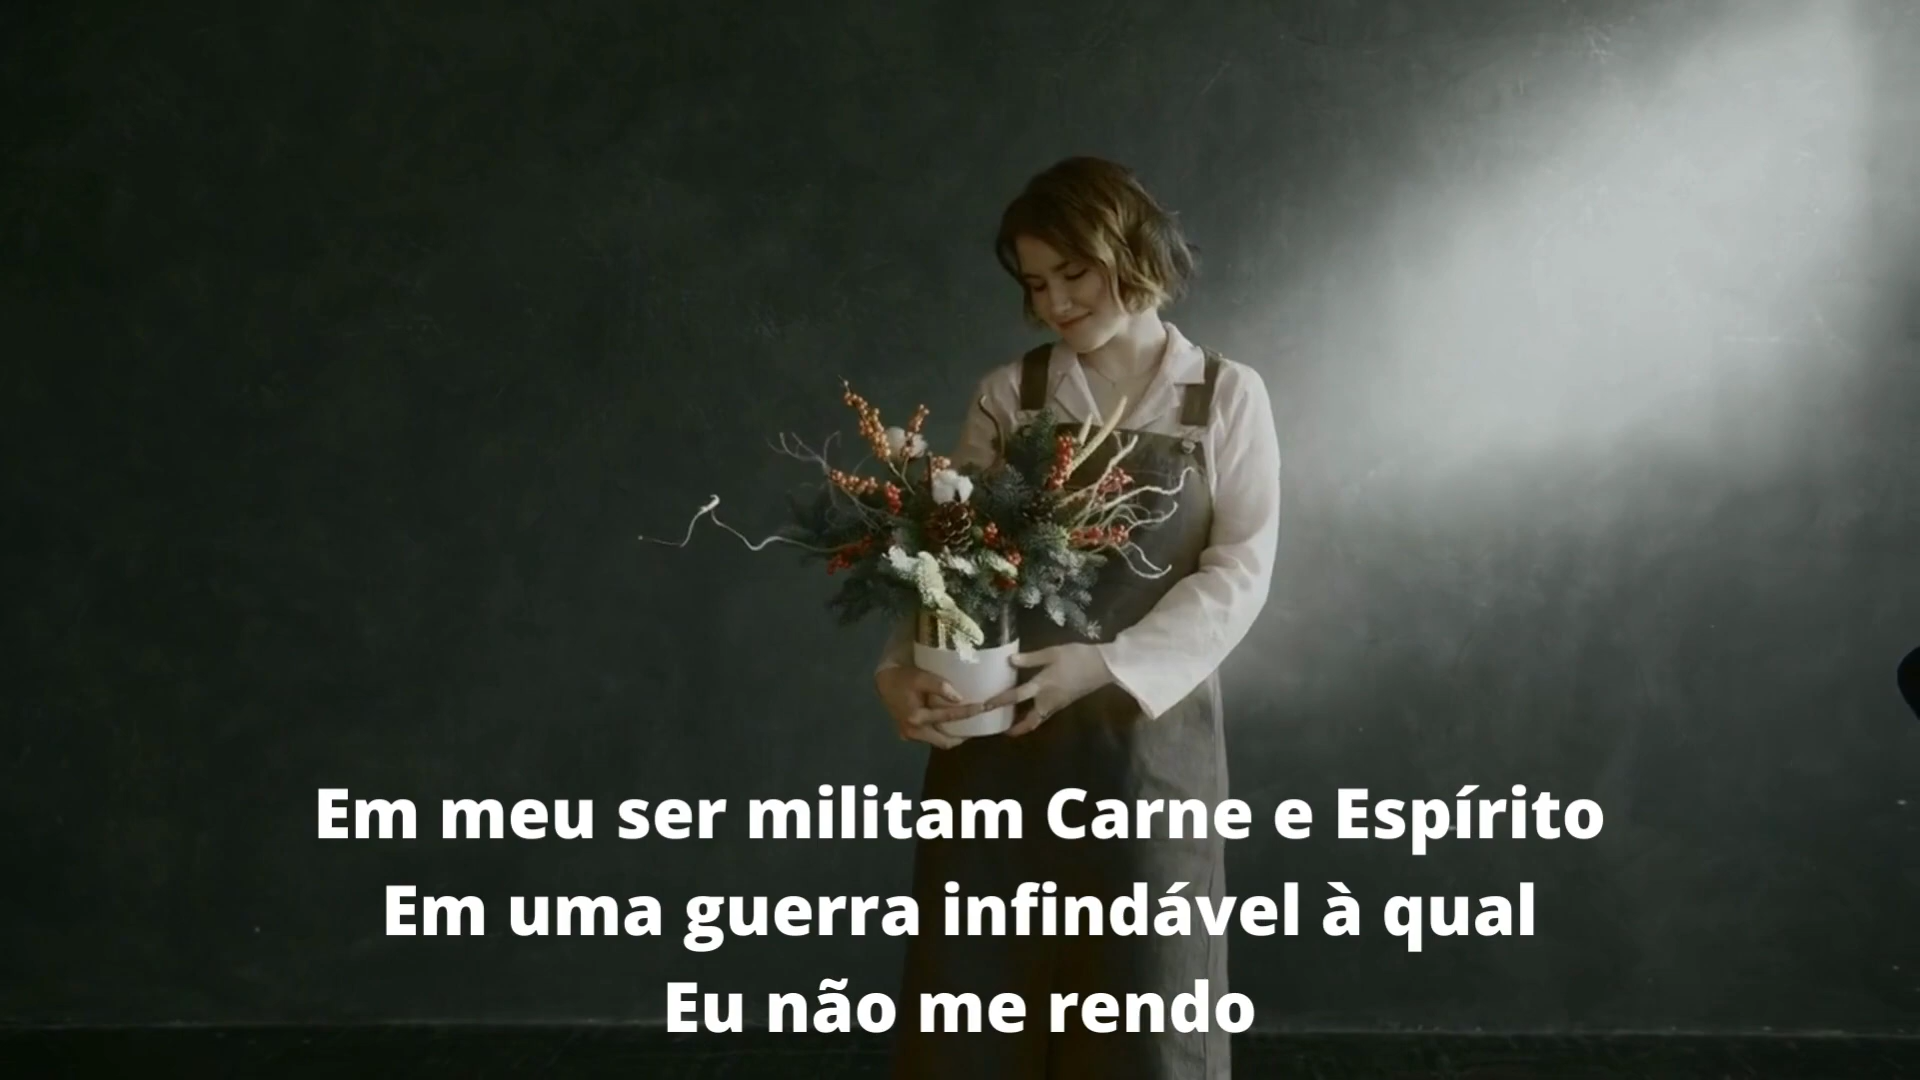 Em meu ser militam Carne e Espírito
Em uma guerra infindável à qual
Eu não me rendo